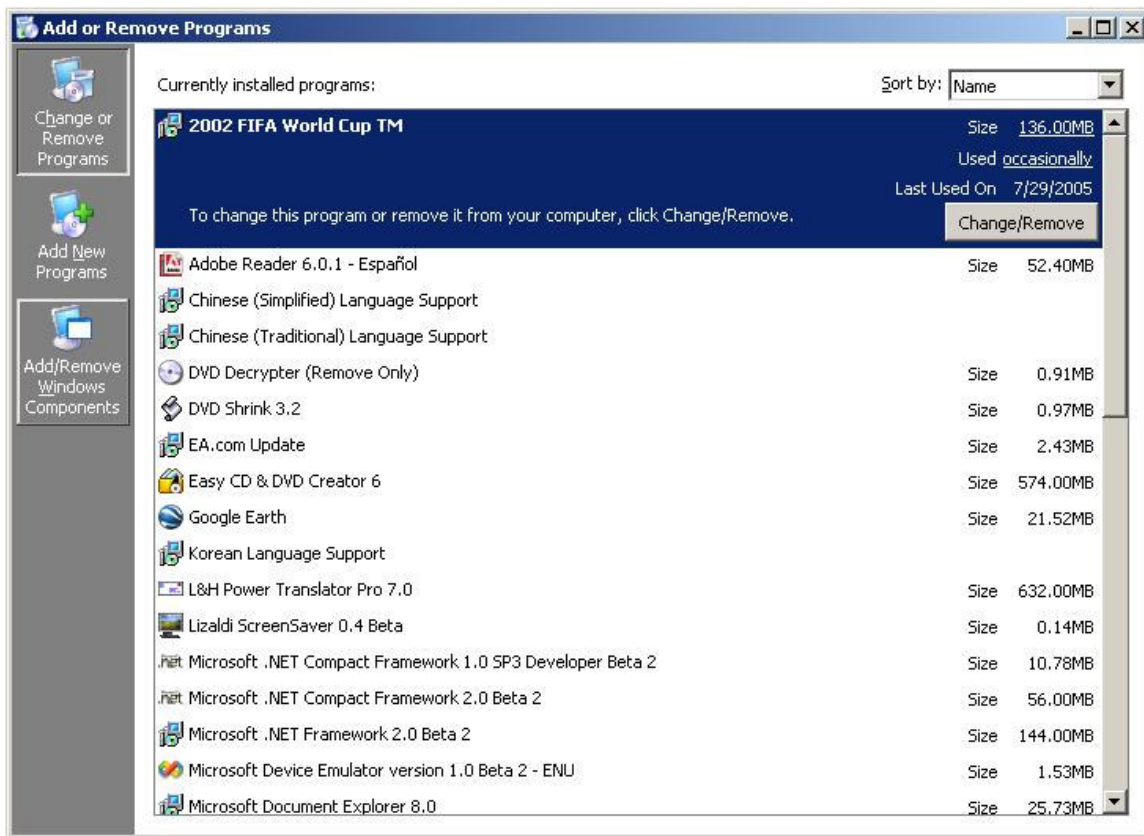 Add or Remove Programs
Change or
Remove
Programs
Add New
Programs
Add/Remove
Windows
Components
Currently installed programs:
Sort by: Name
2002 FIFA World Cup TM Size 136.00MB
Used occasionally
Last Used On 7/29/2005
To change this program or remove it from your computer, click Change/Remove. Change/Remove
Adobe Reader 6.0.1 - Español Size 52.40MB
Chinese (Simplified) Language Support
Chinese (Traditional) Language Support
DVD Decrypter (Remove Only) Size 0.91MB
DVD Shrink 3.2 Size 0.97MB
EA.com Update Size 2.43MB
Easy CD & DVD Creator 6 Size 574.00MB
Google Earth Size 21.52MB
Korean Language Support
L&H Power Translator Pro 7.0 Size 632.00MB
Lizaldi ScreenSaver 0.4 Beta Size 0.14MB
Microsoft .NET Compact Framework 1.0 SP3 Developer Beta 2 Size 10.78MB
Microsoft .NET Compact Framework 2.0 Beta 2 Size 56.00MB
Microsoft .NET Framework 2.0 Beta 2 Size 144.00MB
Microsoft Device Emulator version 1.0 Beta 2 - ENU Size 1.53MB
Microsoft Document Explorer 8.0 Size 25.73MB